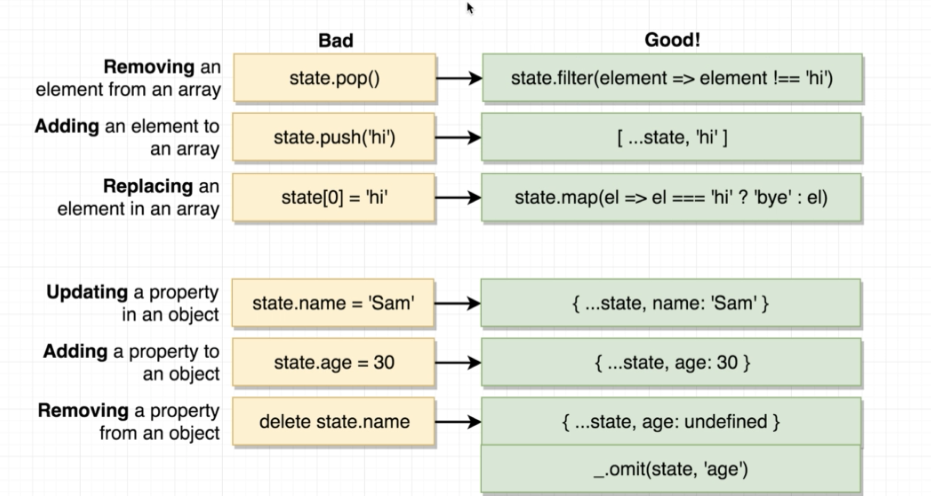 Bad
Good!
Removing an
element from an array
state.pop()
state.filter(element => element !== 'hi')
Adding an element to
an array
state.push('hi')
[ ...state, 'hi' ]
Replacing an
element in an array
state[0] = 'hi'
state.map(el => el === 'hi' ? 'bye' : el)
Updating a property
in an object
state.name = 'Sam'
{ ...state, name: 'Sam' }
Adding a property to
an object
state.age = 30
{ ...state, age: 30 }
Removing a property
from an object
delete state.name
{ ...state, age: undefined }
_.omit(state, 'age')